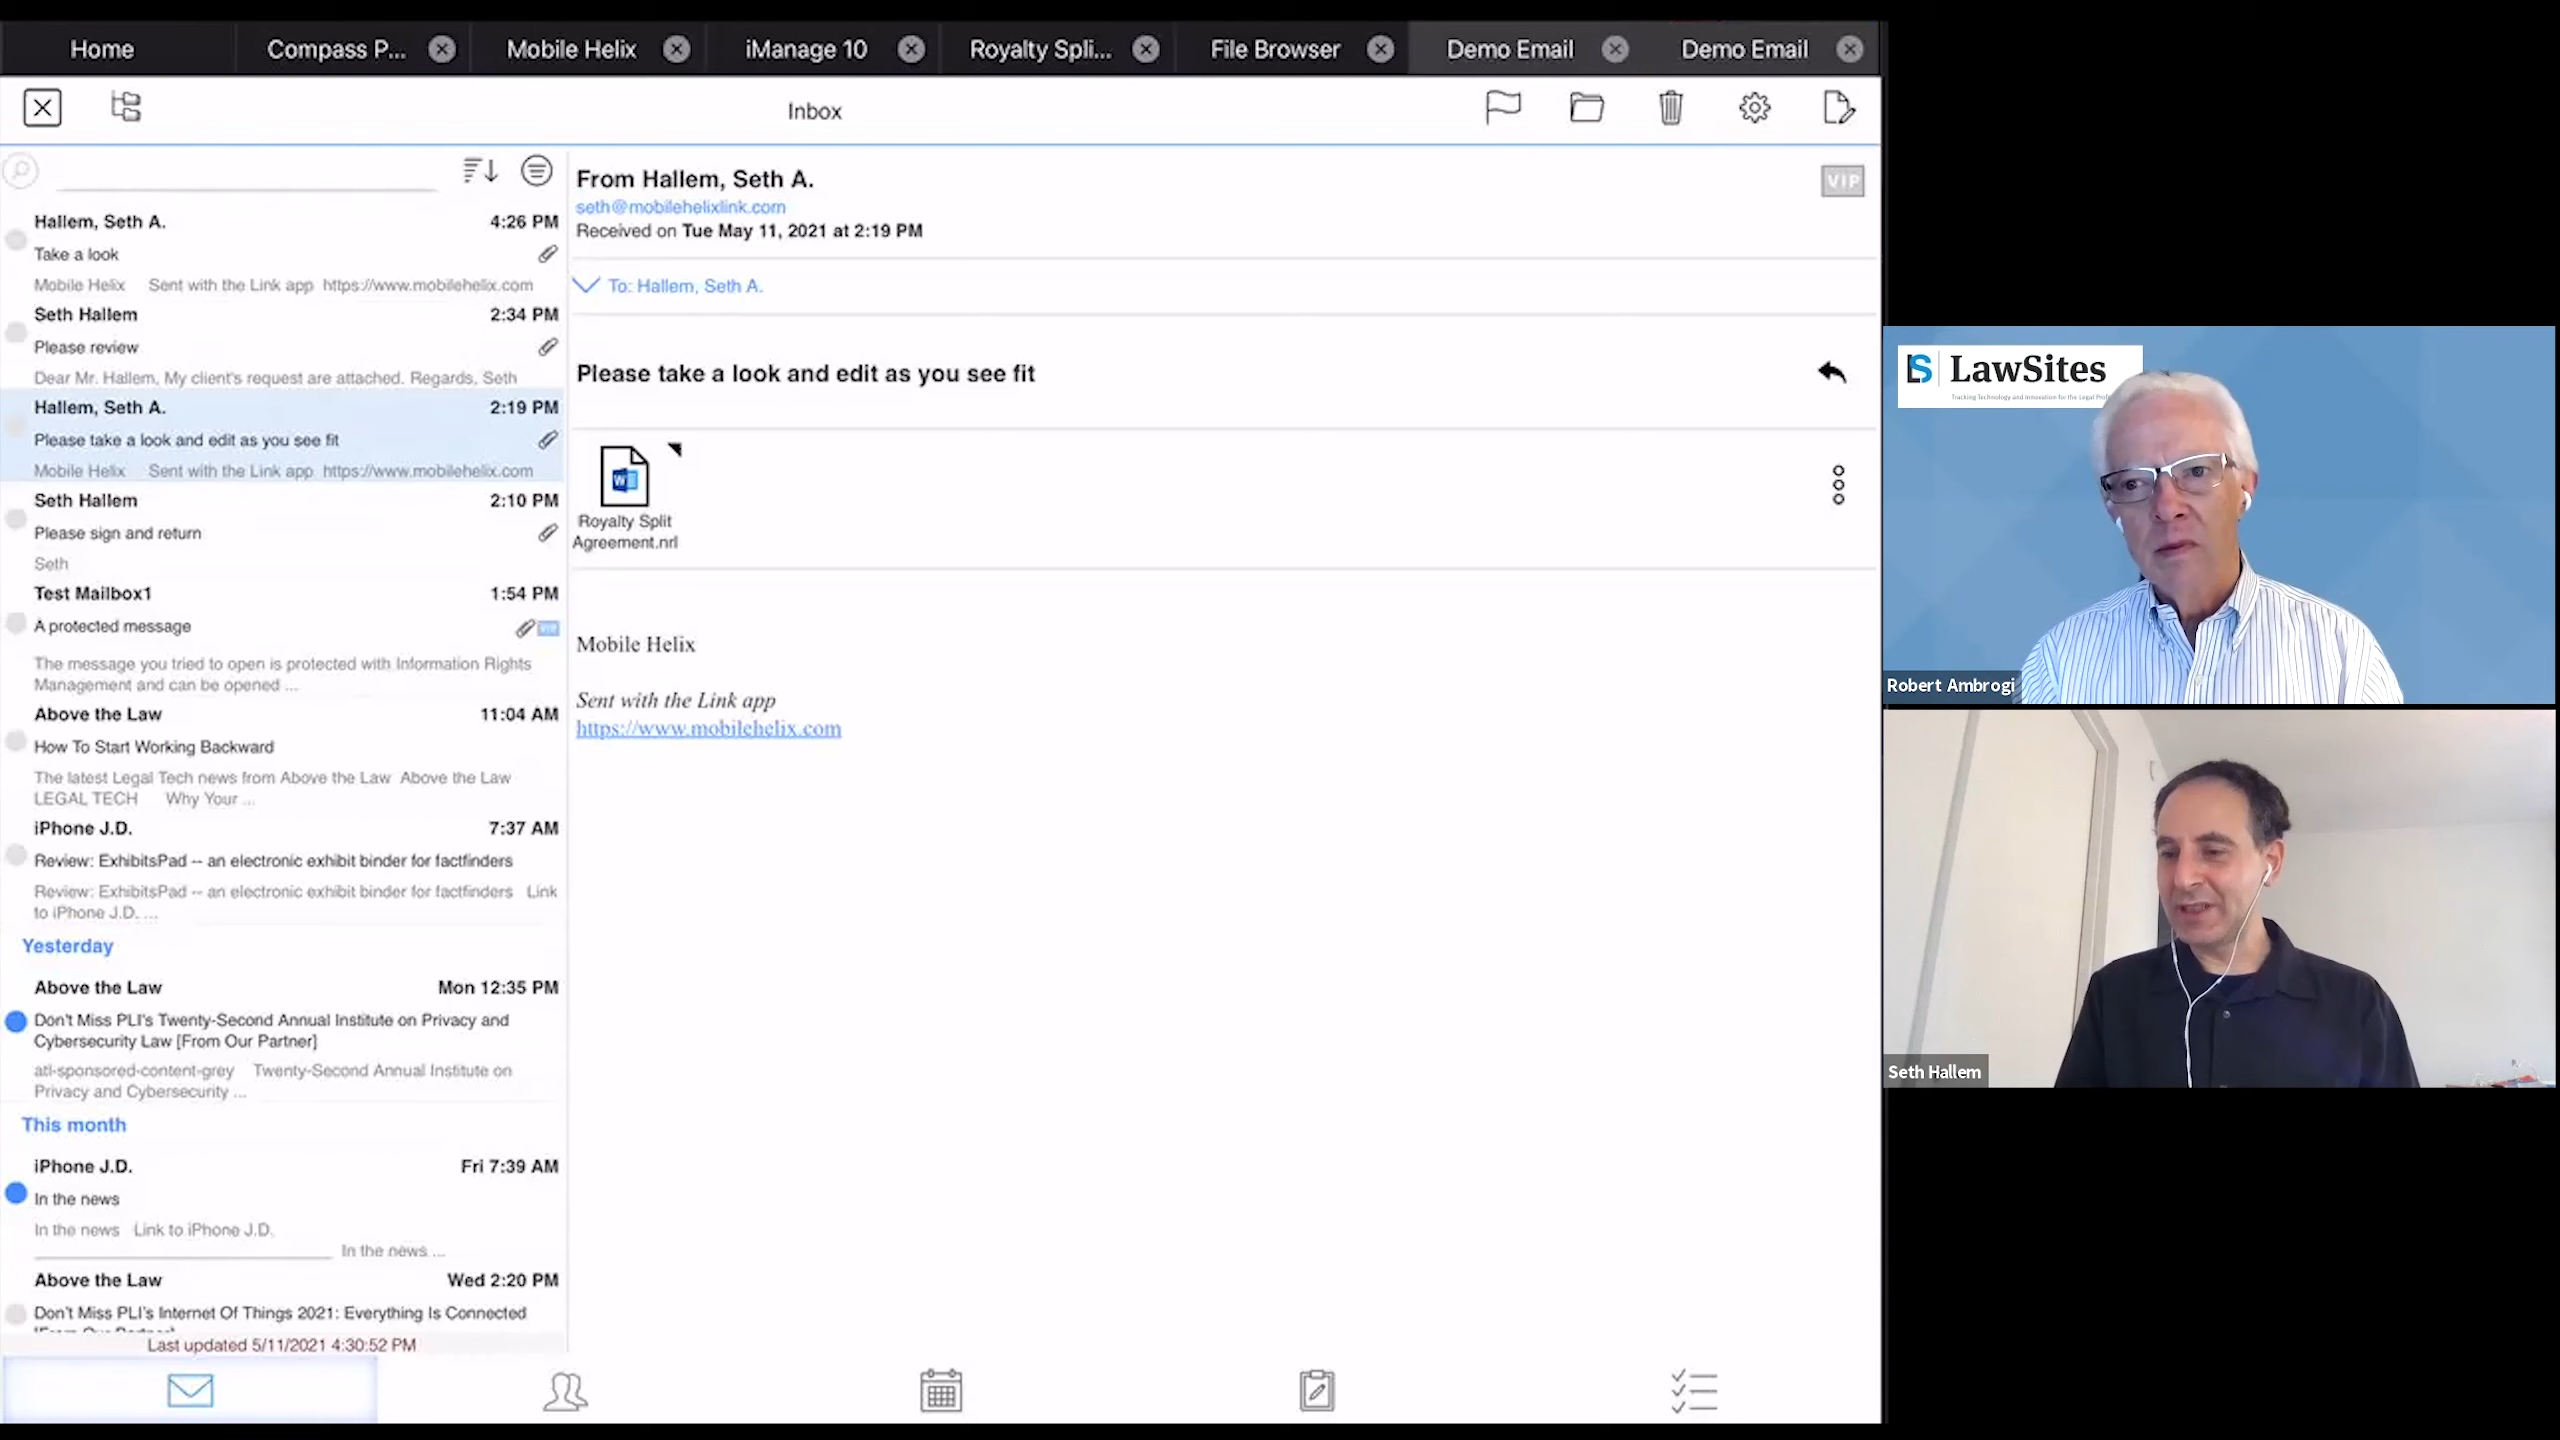 Home
Compass P...
Mobile Helix
iManage 10
Royalty Spli...
File Browser
Demo Email
Demo Email
Inbox
Hallem, Seth A. 4:26 PM
Take a look
Mobile Helix Sent with the Link app https://www.mobilehelix.com
Seth Hallem 2:34 PM
Please review
Dear Mr. Hallem, My client's request are attached. Regards, Seth
Hallem, Seth A. 2:19 PM
Please take a look and edit as you see fit
Mobile Helix Sent with the Link app https://www.mobilehelix.com
Seth Hallem 2:10 PM
Please sign and return
Seth
Test Mailbox1 1:54 PM
A protected message
VIP
The message you tried to open is protected with Information Rights
Management and can be opened ...
Above the Law 11:04 AM
How To Start Working Backward
The latest Legal Tech news from Above the Law Above the Law
LEGAL TECH Why Your ...
iPhone J.D. 7:37 AM
Review: ExhibitsPad -- an electronic exhibit binder for factfinders
Review: ExhibitsPad -- an electronic exhibit binder for factfinders Link
to iPhone J.D. ...
Yesterday
Above the Law Mon 12:35 PM
Don't Miss PLI's Twenty-Second Annual Institute on Privacy and
Cybersecurity Law [From Our Partner]
atl-sponsored-content-grey Twenty-Second Annual Institute on
Privacy and Cybersecurity ...
This month
iPhone J.D. Fri 7:39 AM
In the news
In the news Link to iPhone J.D.
In the news ...
Above the Law Wed 2:20 PM
Don't Miss PLI's Internet Of Things 2021: Everything Is Connected
[From Our Partner]
Last updated 5/11/2021 4:30:52 PM
From Hallem, Seth A.
VIP
seth@mobilehelixlink.com
Received on Tue May 11, 2021 at 2:19 PM
To: Hallem, Seth A.
Please take a look and edit as you see fit
W
Royalty Split
Agreement.nrl
Mobile Helix
Sent with the Link app
https://www.mobilehelix.com
LS LawSites
Tracking Technology and Innovation for the Legal
Robert Ambrogi
Seth Hallem